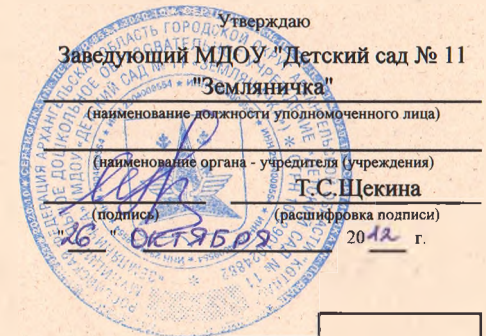 Утверждаю
Заведующий МДОУ "Детский сад № 11
"Земляничка"
(наименование должности уполномоченного лица)
(наименование органа - учредителя (учреждения)
Т.С.Щекина
(подпись) (расшифровка подписи)
"26" октября 2012 г.